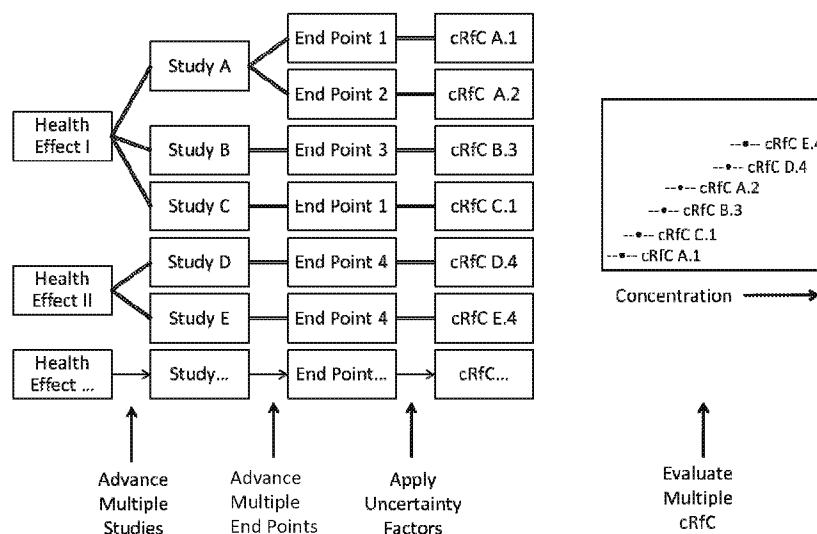 End Point 1
cRfC A.1
Study A
End Point 2
cRfC A.2
Health
Effect I
Study B
End Point 3
cRfC B.3
Study C
End Point 1
cRfC C.1
Study D
End Point 4
cRfC D.4
Health
Effect II
Study E
End Point 4
cRfC E.4
Health
Effect ...
Study...
End Point...
cRfC...
Advance
Multiple
Studies
Advance
Multiple
End Points
Apply
Uncertainty
Factors
cRfC E.4
cRfC D.4
cRfC A.2
cRfC B.3
cRfC C.1
cRfC A.1
Concentration
Evaluate
Multiple
cRfC